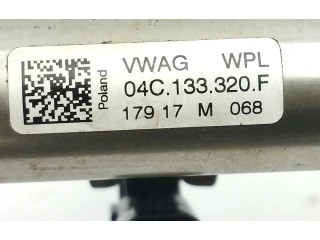 Poland
VWAG WPL
04C.133.320.F
179 17 M 068